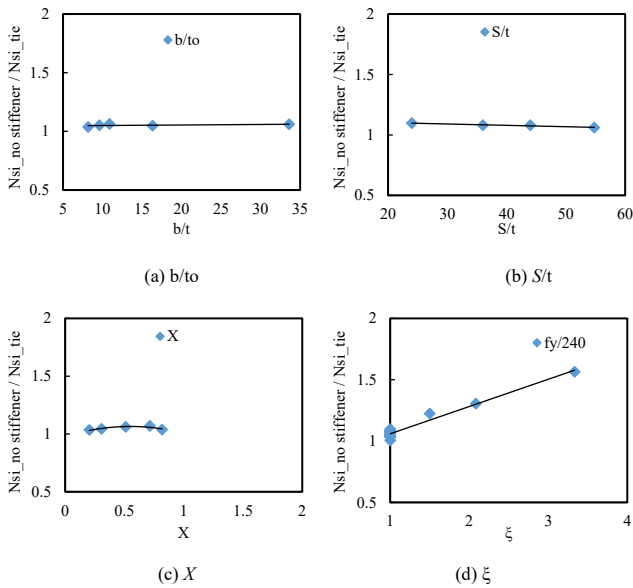 Nsi_no stiffener / Nsi_tie
2
1.5
1
0.5
b/to
5 10 15 20 25 30 35
b/t
(a) b/to
Nsi_no stiffener / Nsi_tie
2
1.5
1
0.5
S/t
20 30 40 50 60
S/t
(b) S/t
Nsi_no stiffener / Nsi_tie
2
1.5
1
0.5
X
0 0.5 1 1.5 2
X
(c) X
Nsi_no stiffener / Nsi_tie
2
1.5
1
0.5
fy/240
1 2 3 4
ξ
(d) ξ